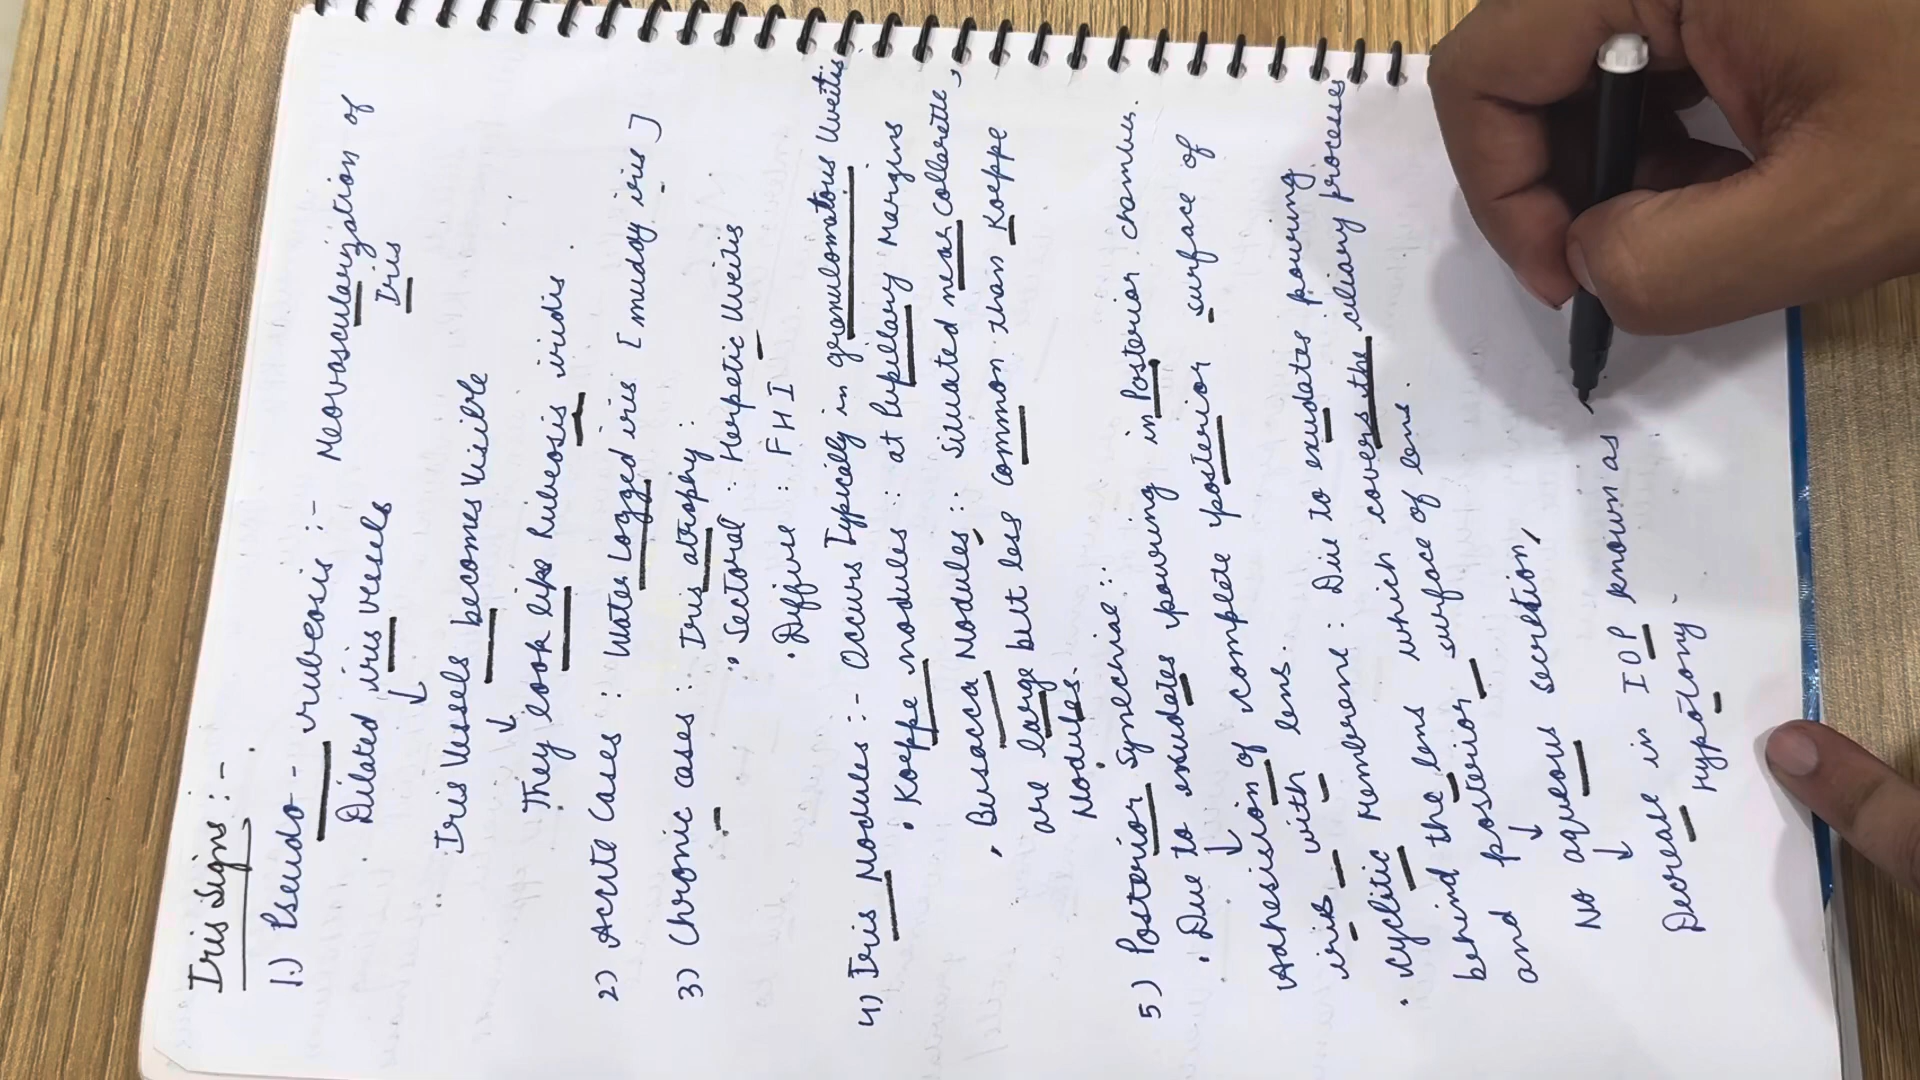 Iris Signs :-
1.) Pseudo - rubeosis :- Neovascularization of
Iris
Dilated iris vessels
↓
Iris Vessels becomes visible
↓
They look like Rubeosis iridis
2) Acute Cases : Water Logged iris [ muddy iris ]
3) Chronic cases : Iris atrophy :
• Sectoral : Herpetic Uveitis
• Diffuse : FHI
4) Iris Nodules :- Occurs Typically in granulomatous Uveitis
• Koeppe nodules : at Pupillary Margins
• Busacca Nodules : Situated near Collarette,
are large but less common than Koeppe
Nodules.
5) Posterior Synechiae :
• Due to exudates pouring in Posterior chamber.
↓
Adhesision of complete posterior surface of
iris with lens.
• Cyclitic Membrane : Due to exudates pouring
behind the lens which covers the ciliary processes
and posterior surface of lens.
↓
No aqueous secretion,
↓
Decrease in IOP known as
Hypotony